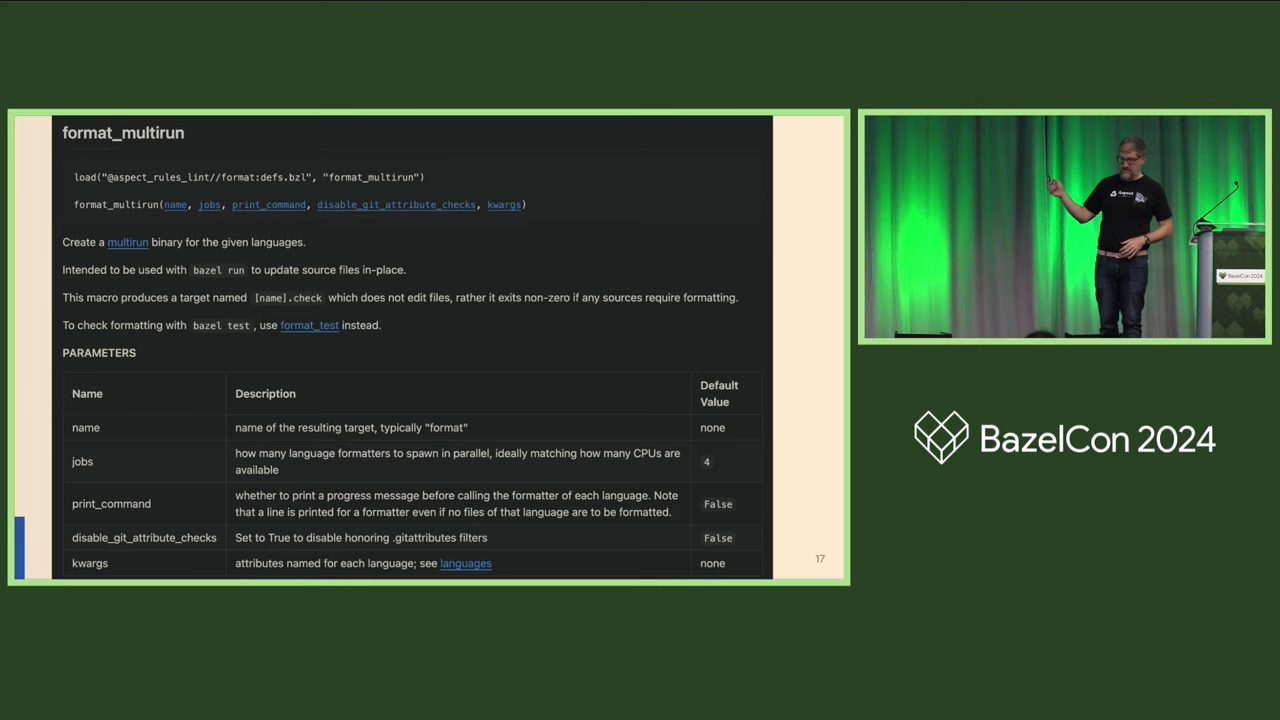 format_multirun
load("@aspect_rules_lint//format:defs.bzl", "format_multirun")
format_multirun(name, jobs, print_command, disable_git_attribute_checks, kwargs)
Create a multirun binary for the given languages.
Intended to be used with bazel run to update source files in-place.
This macro produces a target named [name].check which does not edit files, rather it exits non-zero if any sources require formatting.
To check formatting with bazel test, use format_test instead.
PARAMETERS
Name Description Default Value
name name of the resulting target, typically "format" none
jobs how many language formatters to spawn in parallel, ideally matching how many CPUs are
available 4
print_command whether to print a progress message before calling the formatter of each language. Note
that a line is printed for a formatter even if no files of that language are to be formatted. False
disable_git_attribute_checks Set to True to disable honoring .gitattributes filters False
kwargs attributes named for each language; see languages none
17
Aspect
BazelCon 2024
BazelCon 2024